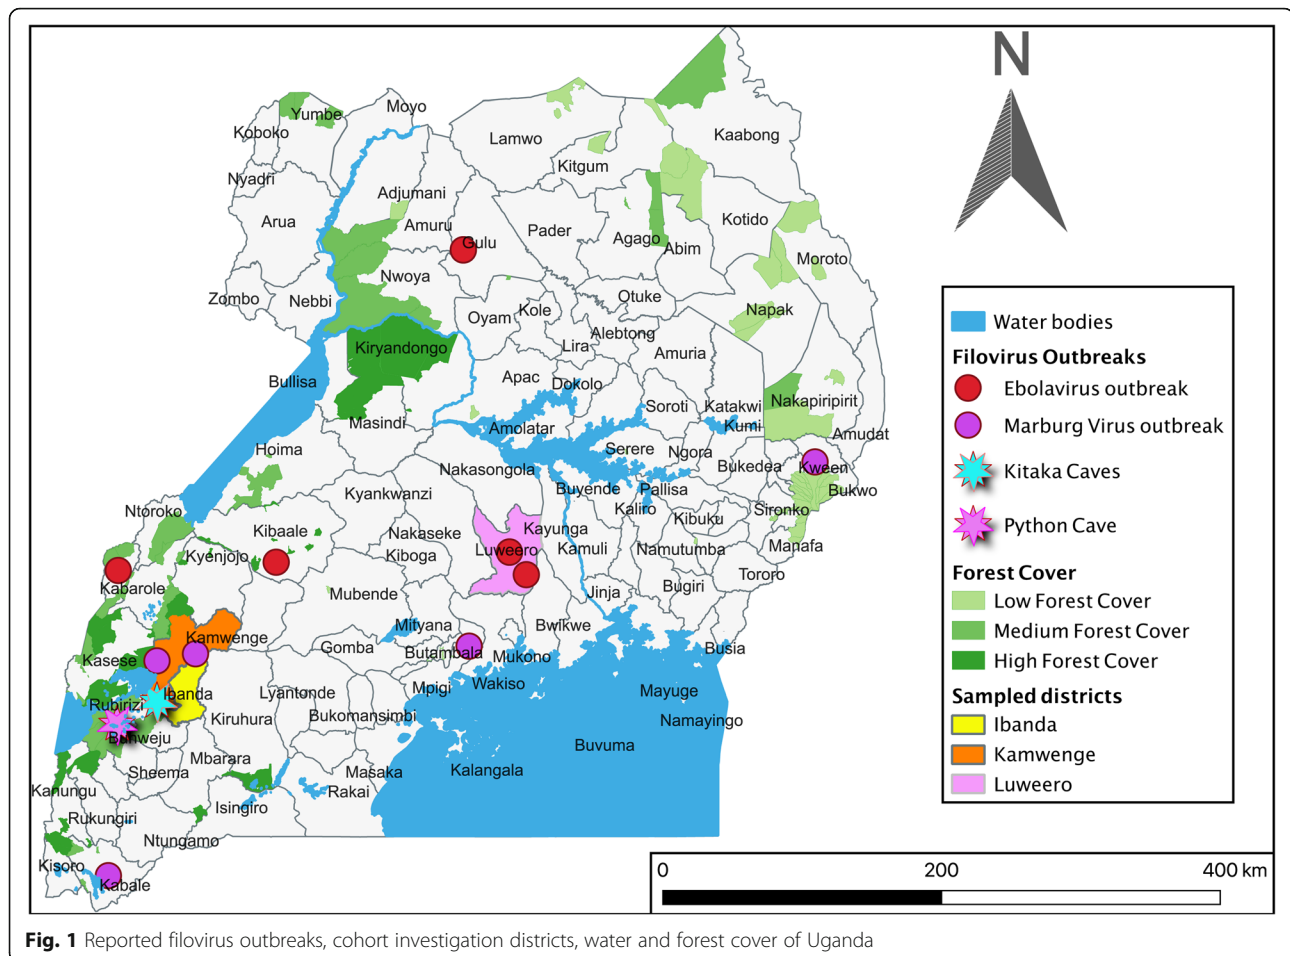 N
Moyo
Yumbe
Koboko
Lamwo
Kaabong
Kitgum
Nyadri
Adjumani
Arua
Amuru
Kotido
Pader
Agago
Gulu
Abim
Moroto
Nwoya
Zombo
Nebbi
Otuke
Kole
Napak
Oyam
Alebtong
Lira
Kiryandongo
Amuria
Bullisa
Apac
Dokolo
Nakapiripirit
Soroti
Katakwi
Masindi
Kumi
Amolatar
Amudat
Hoima
Serere
Ngora
Nakasongola
Bukedea
Kween
Kyankwanzi
Buyende
Pallisa
Bukwo
Ntoroko
Kaliro
Sironko
Kibuku
Kibaale
Nakaseke
Kayunga
Kyenjojo
Kiboga
Luweero
Kamuli
Namutumba
Manafa
Kabarole
Tororo
Mubende
Jinja
Bugiri
Mityana
Bwikwe
Kamwenge
Gomba
Butambala
Busia
Kasese
Mukono
Ibanda
Lyantonde
Mpigi
Wakiso
Mayuge
Rubirizi
Kiruhura
Bukomansimbi
Namayingo
Buhweju
Buvuma
Mbarara
Sheema
Masaka
Kalangala
Kanungu
Rakai
Isingiro
Rukungiri
Ntungamo
Kisoro
Kabale
Water bodies
Filovirus Outbreaks
Ebolavirus outbreak
Marburg Virus outbreak
Kitaka Caves
Python Cave
Forest Cover
Low Forest Cover
Medium Forest Cover
High Forest Cover
Sampled districts
Ibanda
Kamwenge
Luweero
0 200 400 km
Fig. 1 Reported filovirus outbreaks, cohort investigation districts, water and forest cover of Uganda